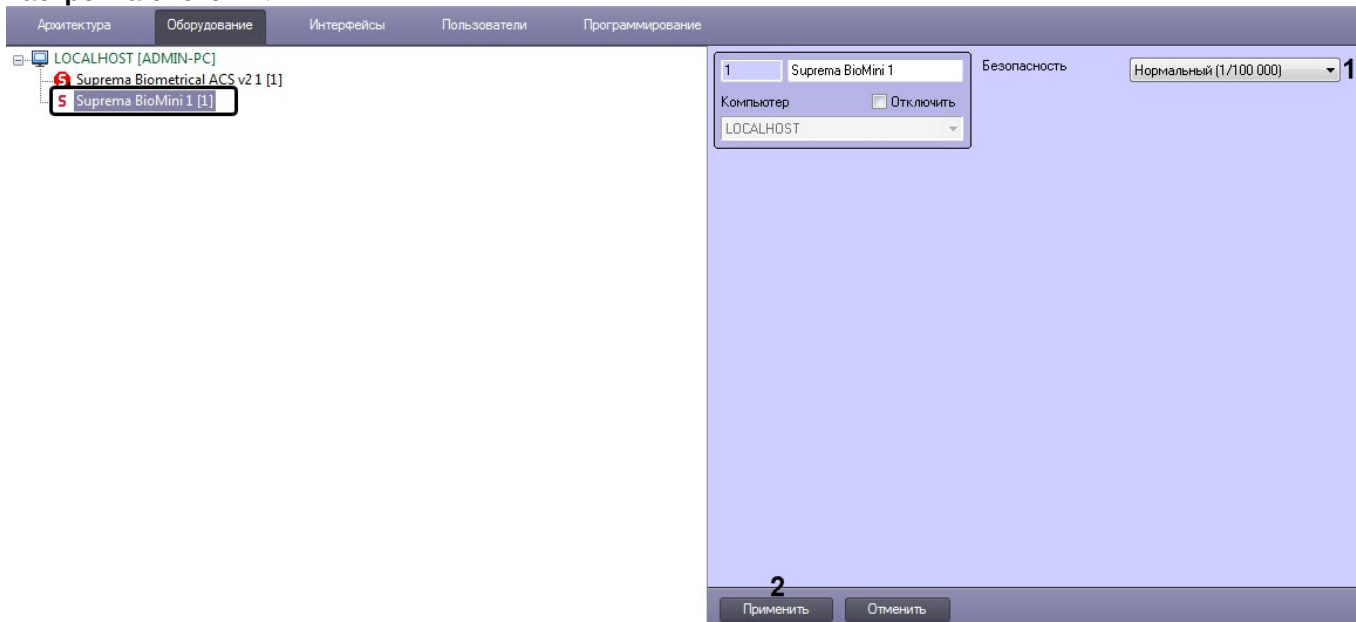 Архитектура Оборудование Интерфейсы Пользователи Программирование
LOCALHOST [ADMIN-PC]
Suprema Biometrical ACS v2 1 [1]
Suprema BioMini 1 [1]
1 Suprema BioMini 1
Компьютер Отключить
LOCALHOST
Безопасность Нормальный (1/100 000) 1
2
Применить Отменить